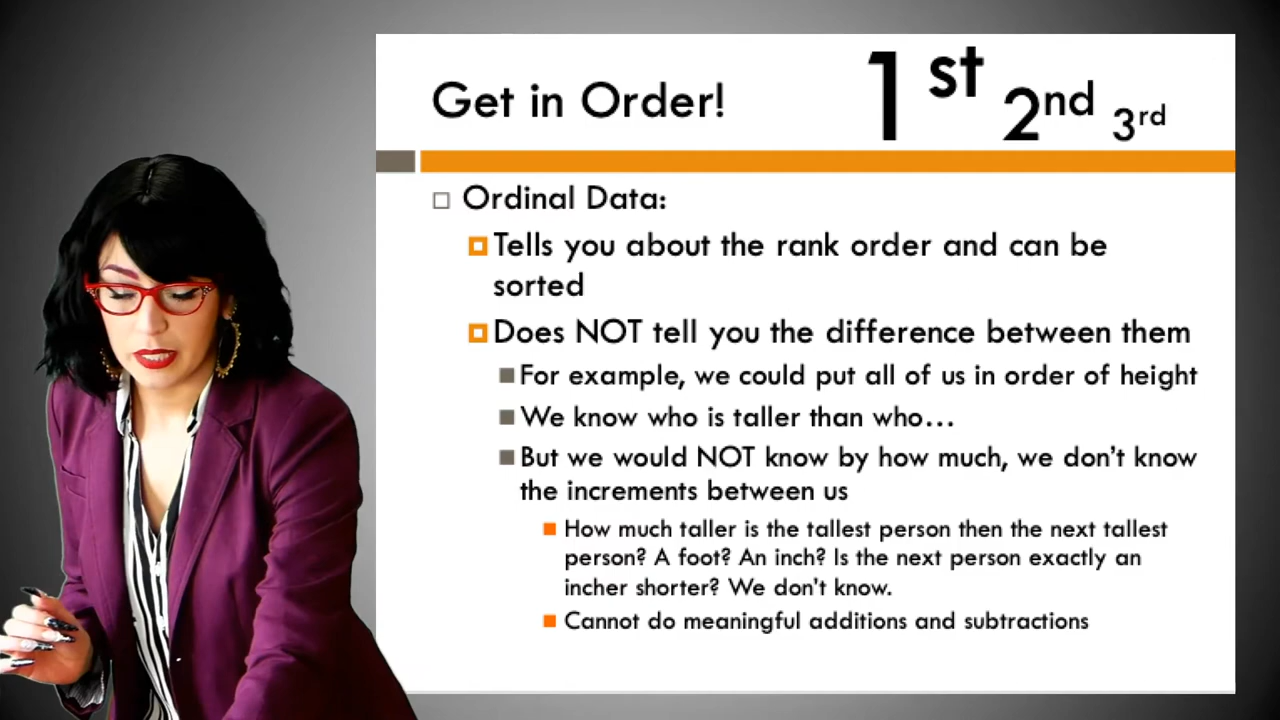 Get in Order! 1st 2nd 3rd
Ordinal Data:
Tells you about the rank order and can be
sorted
Does NOT tell you the difference between them
For example, we could put all of us in order of height
We know who is taller than who…
But we would NOT know by how much, we don’t know
the increments between us
How much taller is the tallest person then the next tallest
person? A foot? An inch? Is the next person exactly an
incher shorter? We don’t know.
Cannot do meaningful additions and subtractions